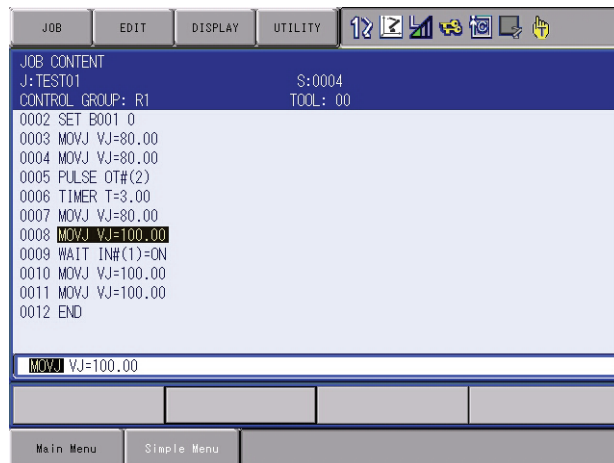 JOB EDIT DISPLAY UTILITY
JOB CONTENT
J:TEST01 S:0004
CONTROL GROUP: R1 TOOL: 00
0002 SET B001 0
0003 MOVJ VJ=80.00
0004 MOVJ VJ=80.00
0005 PULSE OT#(2)
0006 TIMER T=3.00
0007 MOVJ VJ=80.00
0008 MOVJ VJ=100.00
0009 WAIT IN#(1)=ON
0010 MOVJ VJ=100.00
0011 MOVJ VJ=100.00
0012 END
MOVJ VJ=100.00
Main Menu Simple Menu